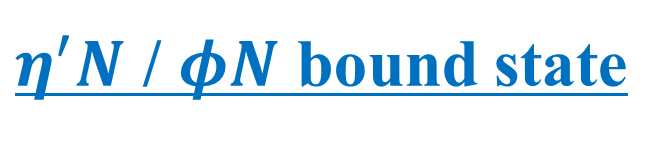 η′N / ϕN bound state